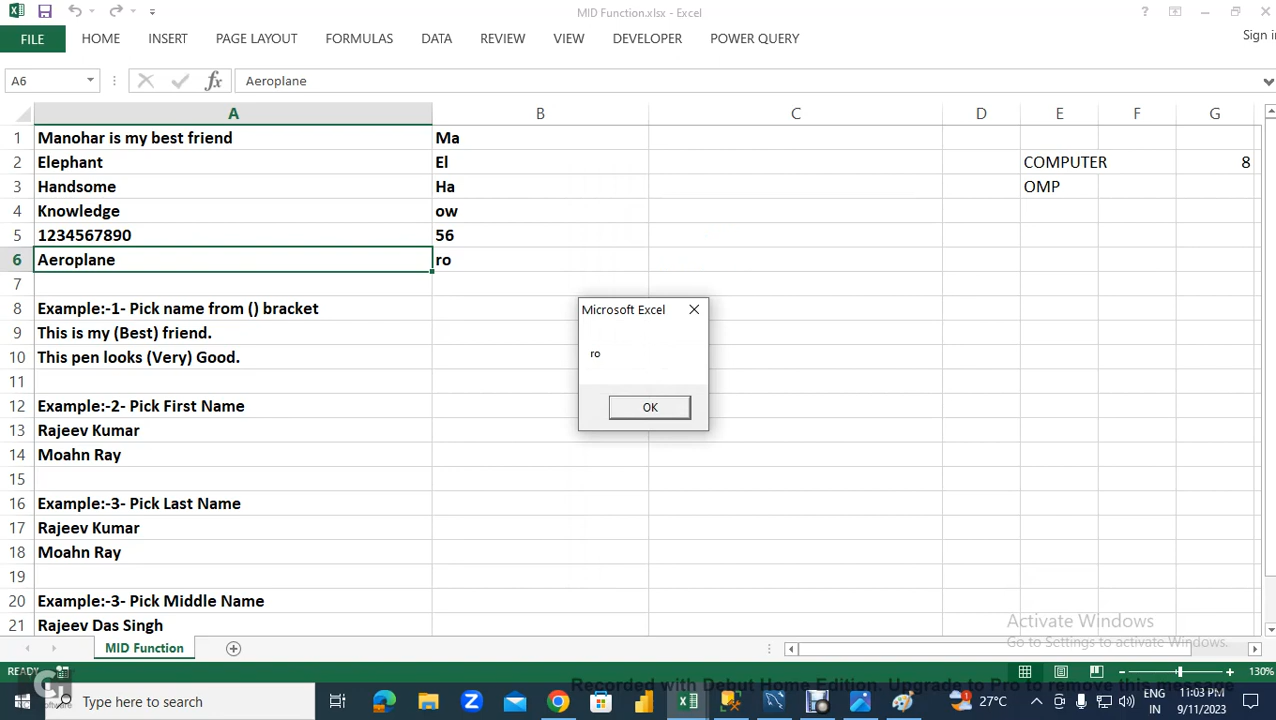 MID Function.xlsx - Excel
FILE HOME INSERT PAGE LAYOUT FORMULAS DATA REVIEW VIEW DEVELOPER POWER QUERY Sign in
A6 fx Aeroplane
A B C D E F G
1 Manohar is my best friend Ma
2 Elephant El COMPUTER 8
3 Handsome Ha OMP
4 Knowledge ow
5 1234567890 56
6 Aeroplane ro
7
8 Example:-1- Pick name from () bracket
9 This is my (Best) friend.
10 This pen looks (Very) Good.
11
12 Example:-2- Pick First Name
13 Rajeev Kumar
14 Moahn Ray
15
16 Example:-3- Pick Last Name
17 Rajeev Kumar
18 Moahn Ray
19
20 Example:-3- Pick Middle Name
21 Rajeev Das Singh
Microsoft Excel
ro
OK
Activate Windows
Go to Settings to activate Windows.
MID Function
READY 130%
Recorded with Debut Home Edition. Upgrade to Pro to remove this message
Software
Type here to search
27°C
ENG
IN
11:03 PM
9/11/2023